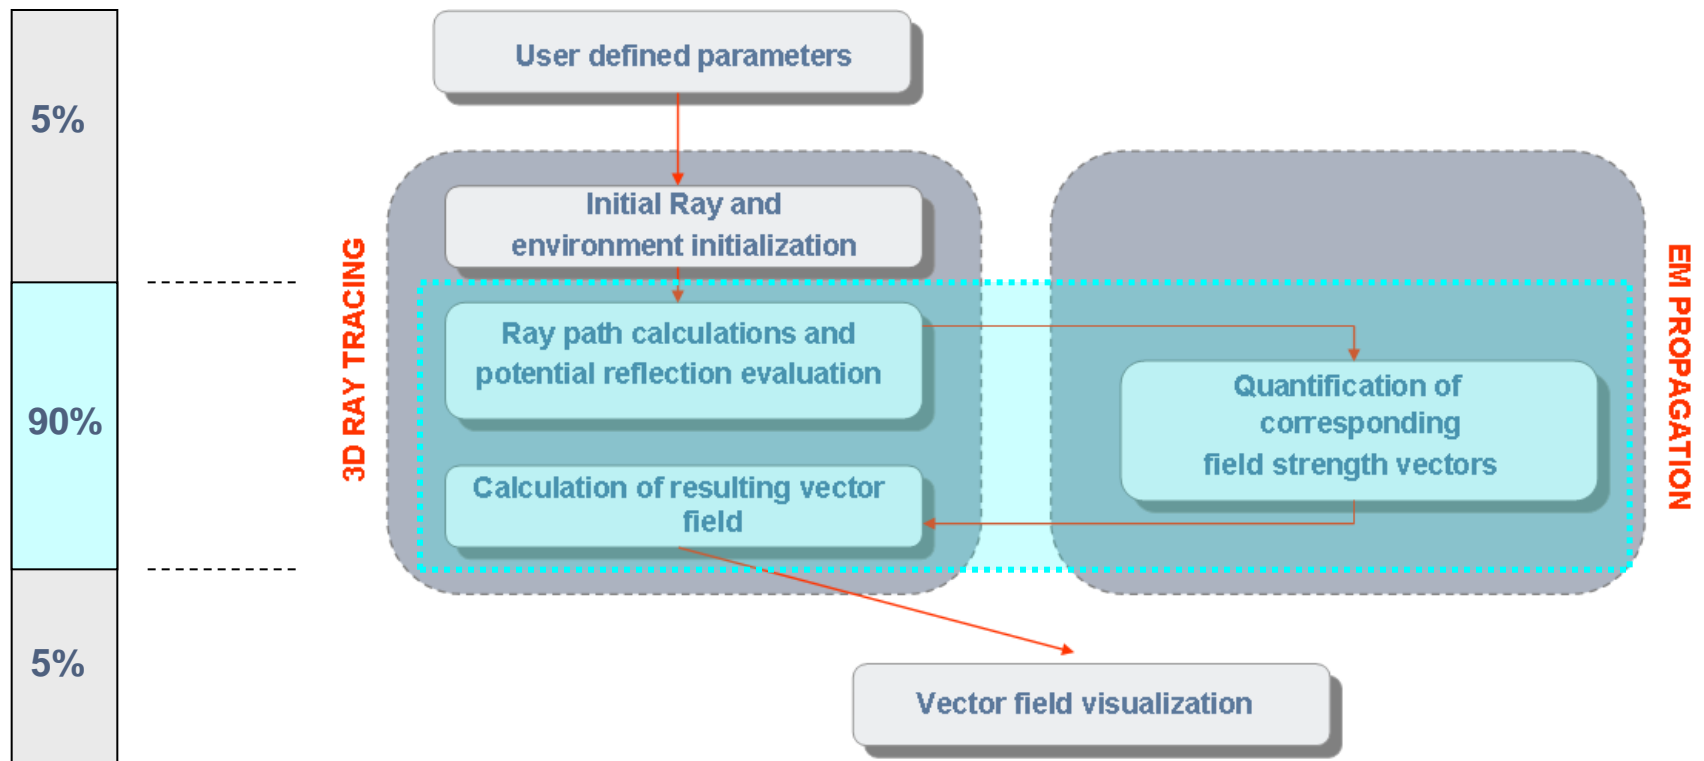 5%
90%
5%
User defined parameters
3D RAY TRACING
Initial Ray and
environment initialization
Ray path calculations and
potential reflection evaluation
Calculation of resulting vector
field
EM PROPAGATION
Quantification of
corresponding
field strength vectors
Vector field visualization